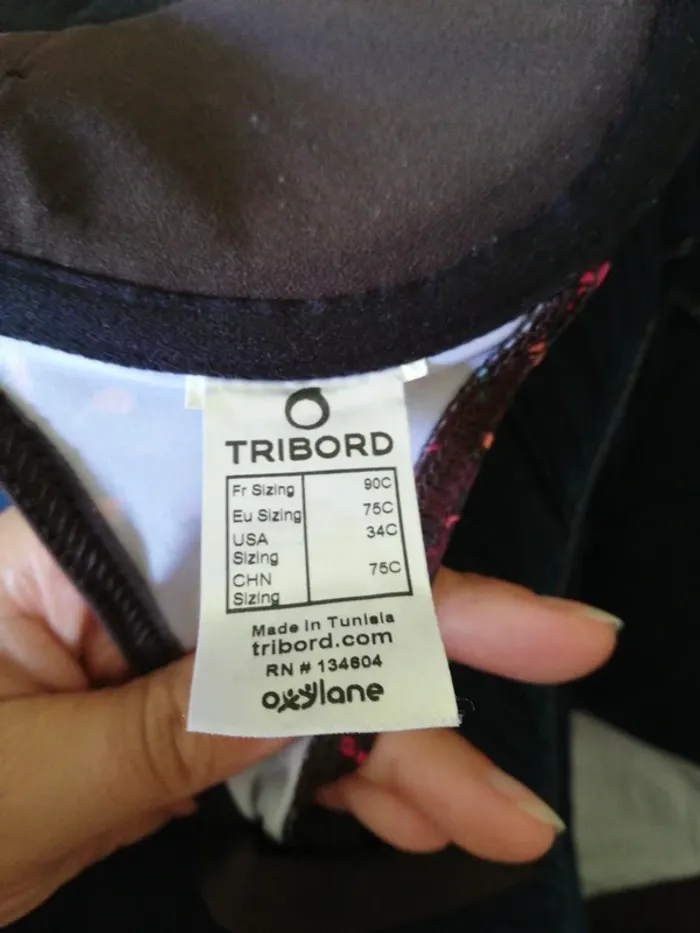 TRIBORD
Fr Sizing 90C
Eu Sizing 75C
USA Sizing 34C
CHN Sizing 75C
Made in Tunisia
tribord.com
RN # 134604
oxylane